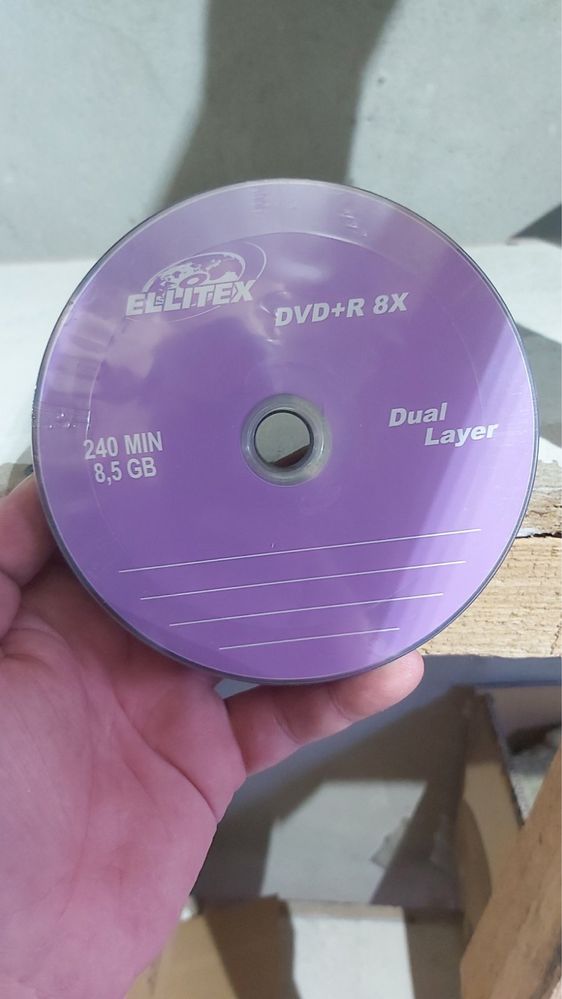 ELLITEX
DVD+R 8X
Dual
Layer
240 MIN
8,5 GB